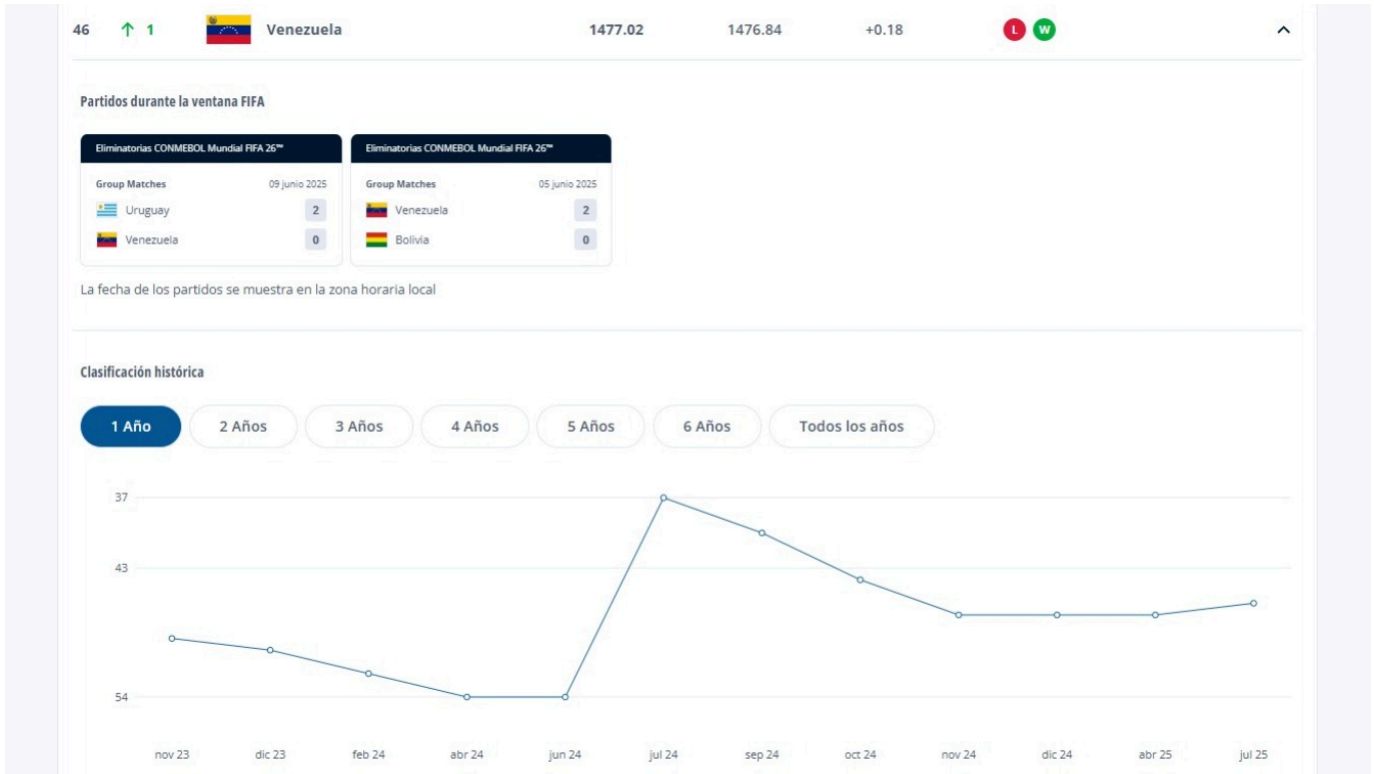 46 ↑ 1 Venezuela 1477.02 1476.84 +0.18 L W
Partidos durante la ventana FIFA
Eliminatorias CONMEBOL Mundial FIFA 26™
Group Matches 09 junio 2025
Uruguay 2
Venezuela 0
Eliminatorias CONMEBOL Mundial FIFA 26™
Group Matches 05 junio 2025
Venezuela 2
Bolivia 0
La fecha de los partidos se muestra en la zona horaria local
Clasificación histórica
1 Año 2 Años 3 Años 4 Años 5 Años 6 Años Todos los años
37
43
54
nov 23 dic 23 feb 24 abr 24 jun 24 jul 24 sep 24 oct 24 nov 24 dic 24 abr 25 jul 25